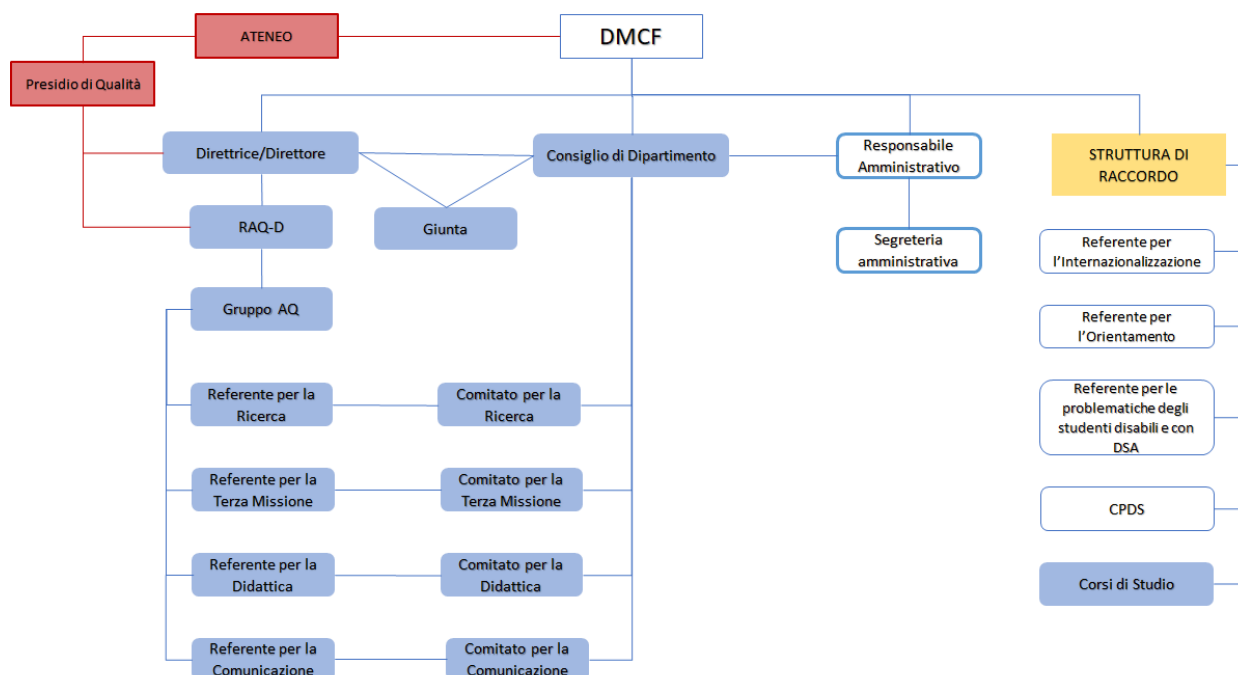 ATENEO
DMCF
Presidio di Qualità
Direttrice/Direttore
Consiglio di Dipartimento
Responsabile
Amministrativo
STRUTTURA DI
RACCORDO
RAQ-D
Giunta
Segreteria
amministrativa
Referente per
l’Internazionalizzazione
Gruppo AQ
Referente per
l’Orientamento
Referente per la
Ricerca
Comitato per la
Ricerca
Referente per le
problematiche degli
studenti disabili e con
DSA
Referente per la
Terza Missione
Comitato per la
Terza Missione
CPDS
Referente per la
Didattica
Comitato per la
Didattica
Corsi di Studio
Referente per la
Comunicazione
Comitato per la
Comunicazione